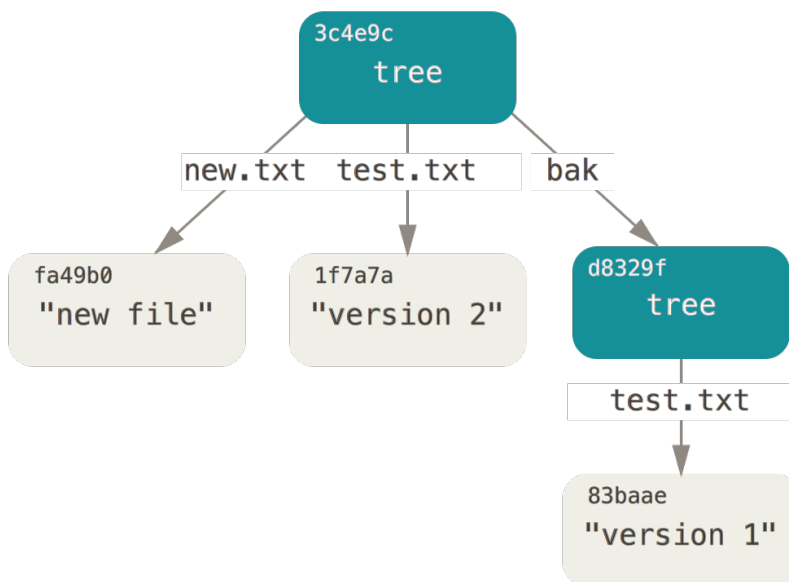 3c4e9c
tree
new.txt test.txt bak
fa49b0
"new file"
1f7a7a
"version 2"
d8329f
tree
test.txt
83baae
"version 1"